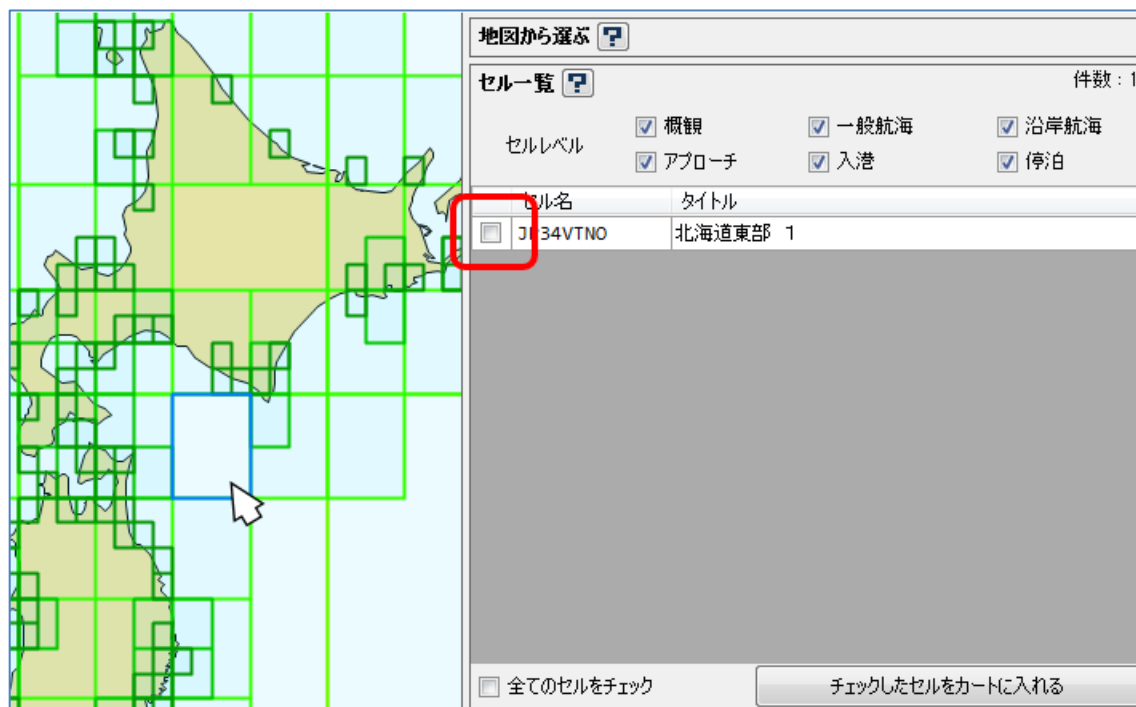 地図から選ぶ ?
セル一覧 ? 件数 : 1
セルレベル
概観 一般航海 沿岸航海
アプローチ 入港 停泊
セル名 タイトル
JP34VTNO 北海道東部 1
全てのセルをチェック チェックしたセルをカートに入れる